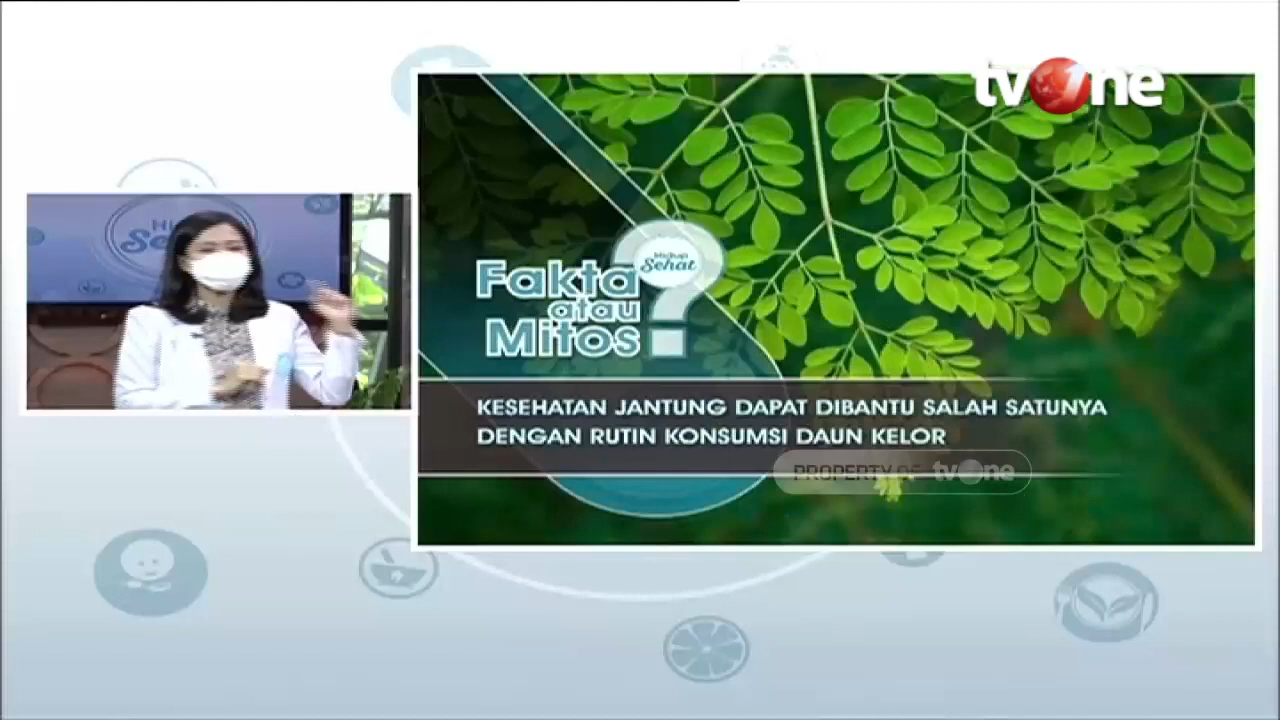 tvOne
Hidup
Sehat
Fakta
atau
Mitos
?
KESEHATAN JANTUNG DAPAT DIBANTU SALAH SATUNYA
DENGAN RUTIN KONSUMSI DAUN KELOR
PROPERTY OF tvOne